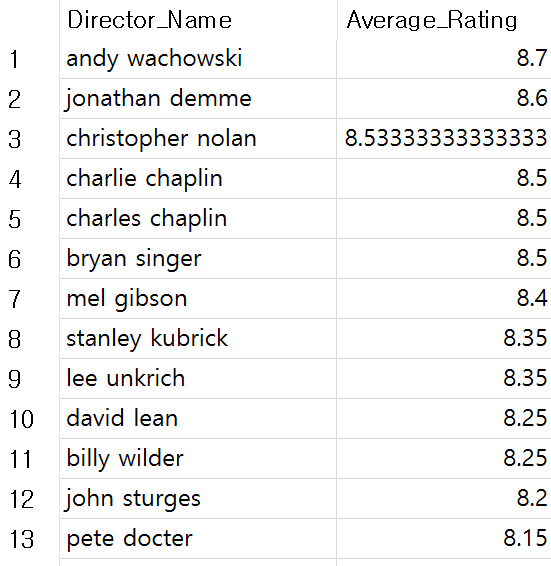 Director_Name Average_Rating
1 andy wachowski 8.7
2 jonathan demme 8.6
3 christopher nolan 8.53333333333333
4 charlie chaplin 8.5
5 charles chaplin 8.5
6 bryan singer 8.5
7 mel gibson 8.4
8 stanley kubrick 8.35
9 lee unkrich 8.35
10 david lean 8.25
11 billy wilder 8.25
12 john sturges 8.2
13 pete docter 8.15